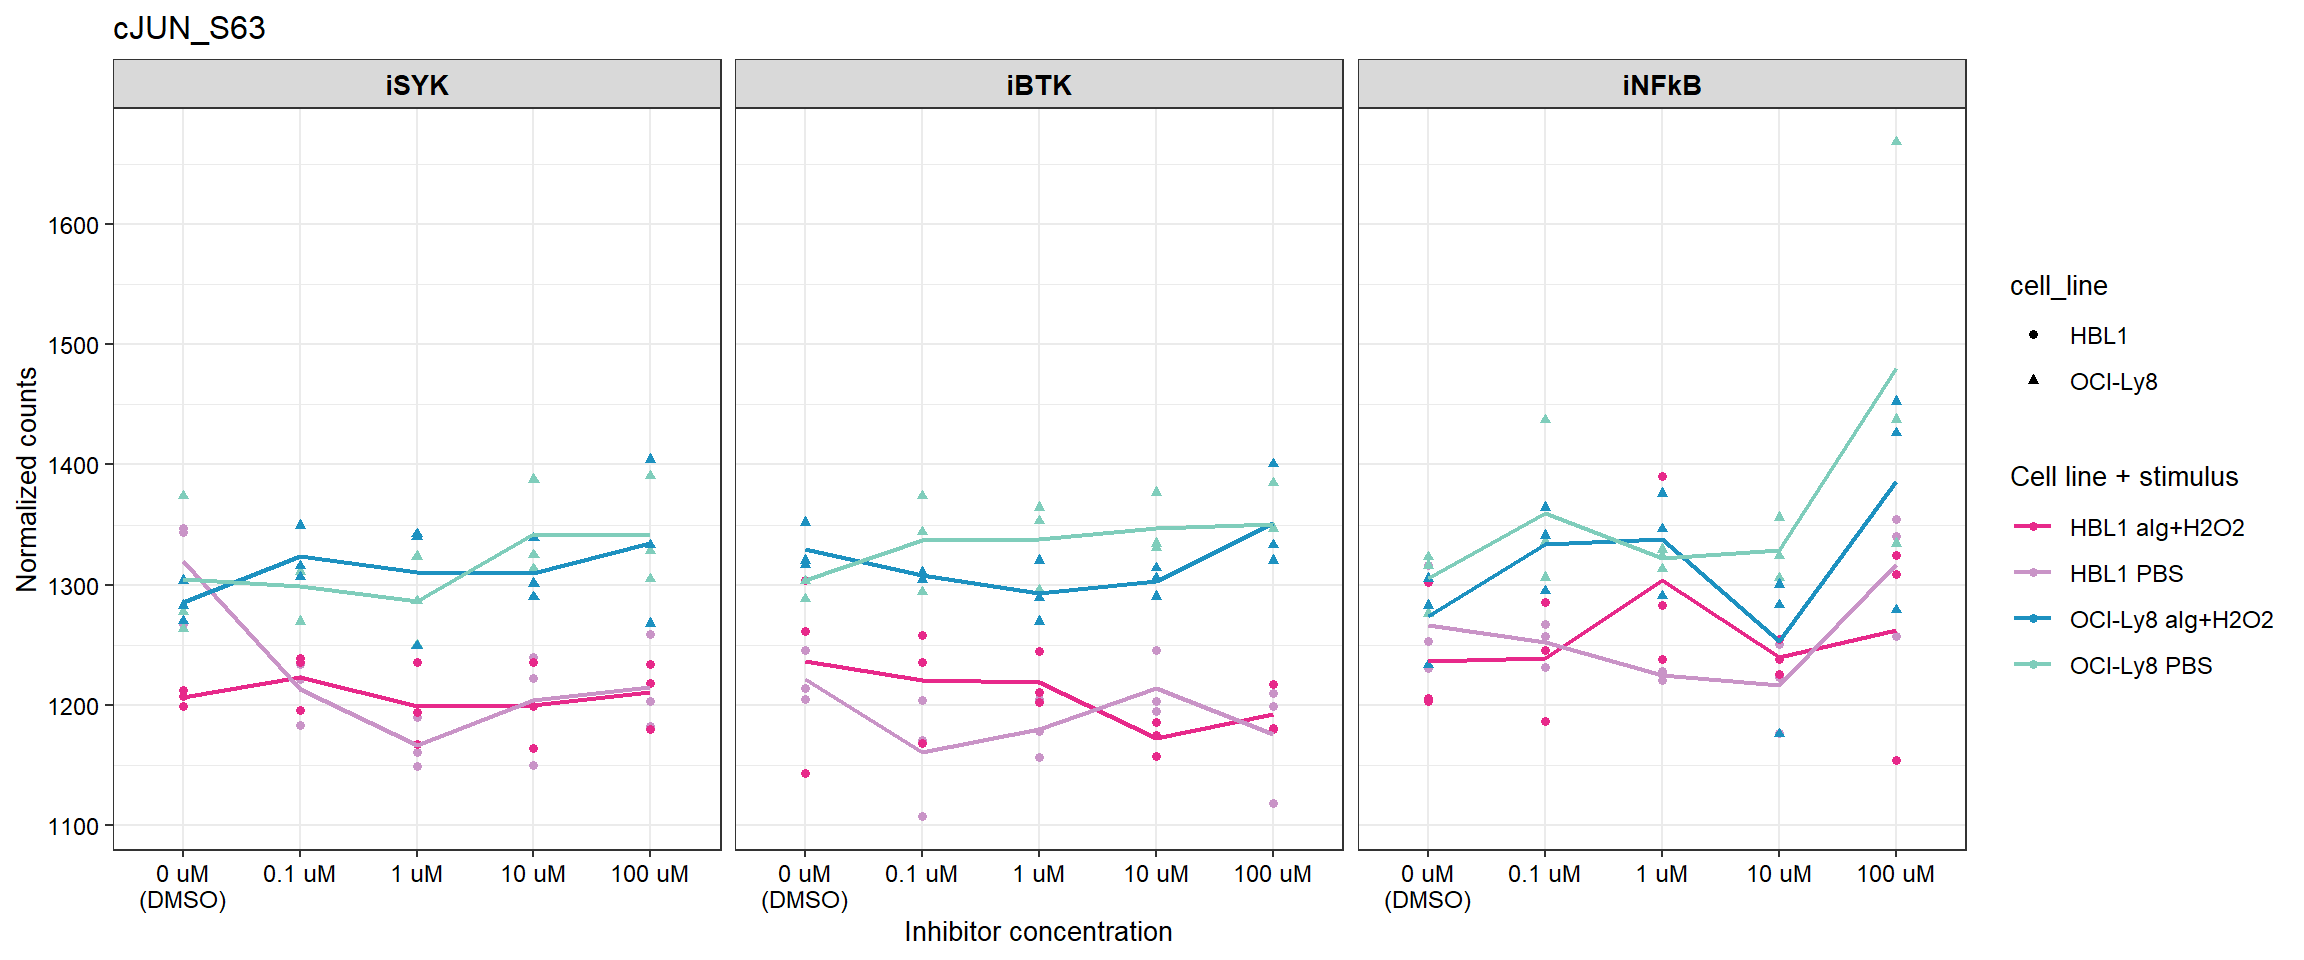 cJUN_S63
iSYK
iBTK
iNFkB
Normalized counts
1600
1500
1400
1300
1200
1100
0 uM
(DMSO)
0.1 uM
1 uM
10 uM
100 uM
0 uM
(DMSO)
0.1 uM
1 uM
10 uM
100 uM
0 uM
(DMSO)
0.1 uM
1 uM
10 uM
100 uM
Inhibitor concentration
cell_line
HBL1
OCI-Ly8
Cell line + stimulus
HBL1 aIg+H2O2
HBL1 PBS
OCI-Ly8 aIg+H2O2
OCI-Ly8 PBS